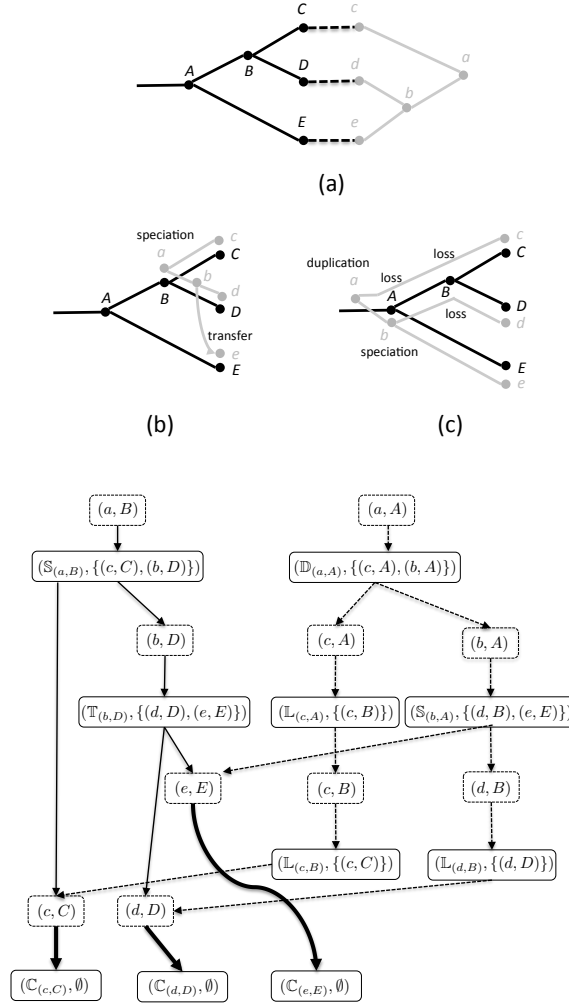 C c
a
A B D d
b
E e
(a)
speciation c
a C
b
A B d
D
transfer
e
E
(b)
c
loss C
duplication
a loss B
A D
b loss d
speciation E
e
(c)
(a, B) (a, A)
(𝕊(a,B), {(c, C), (b, D)}) (𝔻(a,A), {(c, A), (b, A)})
(b, D) (c, A) (b, A)
(𝕋(b,D), {(d, D), (e, E)}) (𝕃(c,A), {(c, B)}) (𝕊(b,A), {(d, B), (e, E)})
(e, E) (c, B) (d, B)
(𝕃(c,B), {(c, C)}) (𝕃(d,B), {(d, D)})
(c, C) (d, D)
(ℂ(c,C), ∅) (ℂ(d,D), ∅) (ℂ(e,E), ∅)